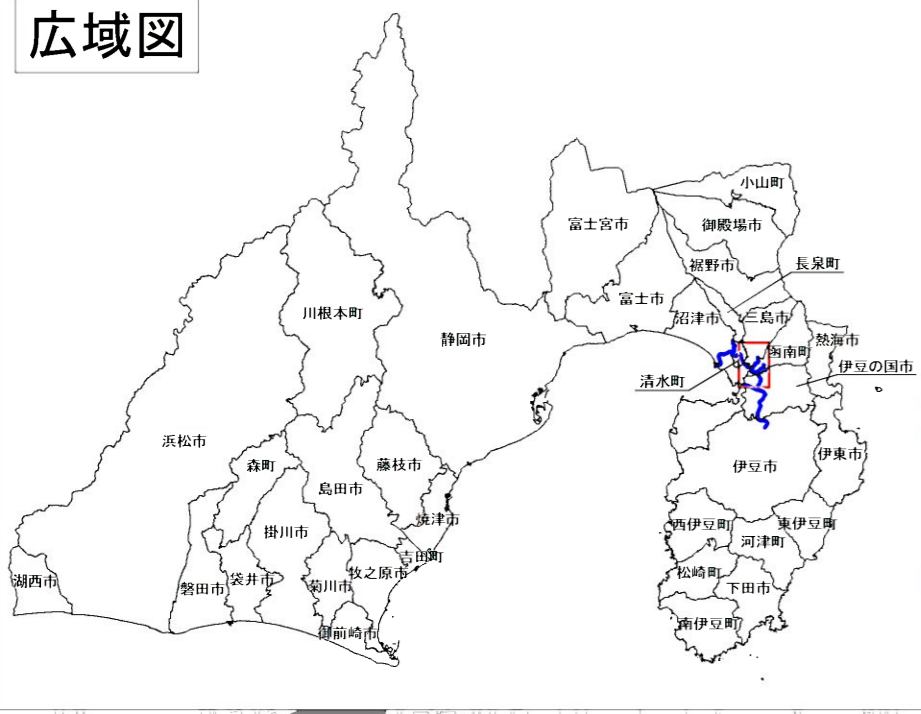 広域図
小山町
富士宮市
御殿場市
裾野市
長泉町
富士市
川根本町
沼津市
三島市
静岡市
熱海市
函南町
伊豆の国市
清水町
浜松市
伊東市
森町
藤枝市
伊豆市
島田市
焼津市
掛川市
西伊豆町
東伊豆町
河津町
吉田町
湖西市
磐田市
袋井市
菊川市
牧之原市
松崎町
下田市
御前崎市
南伊豆町